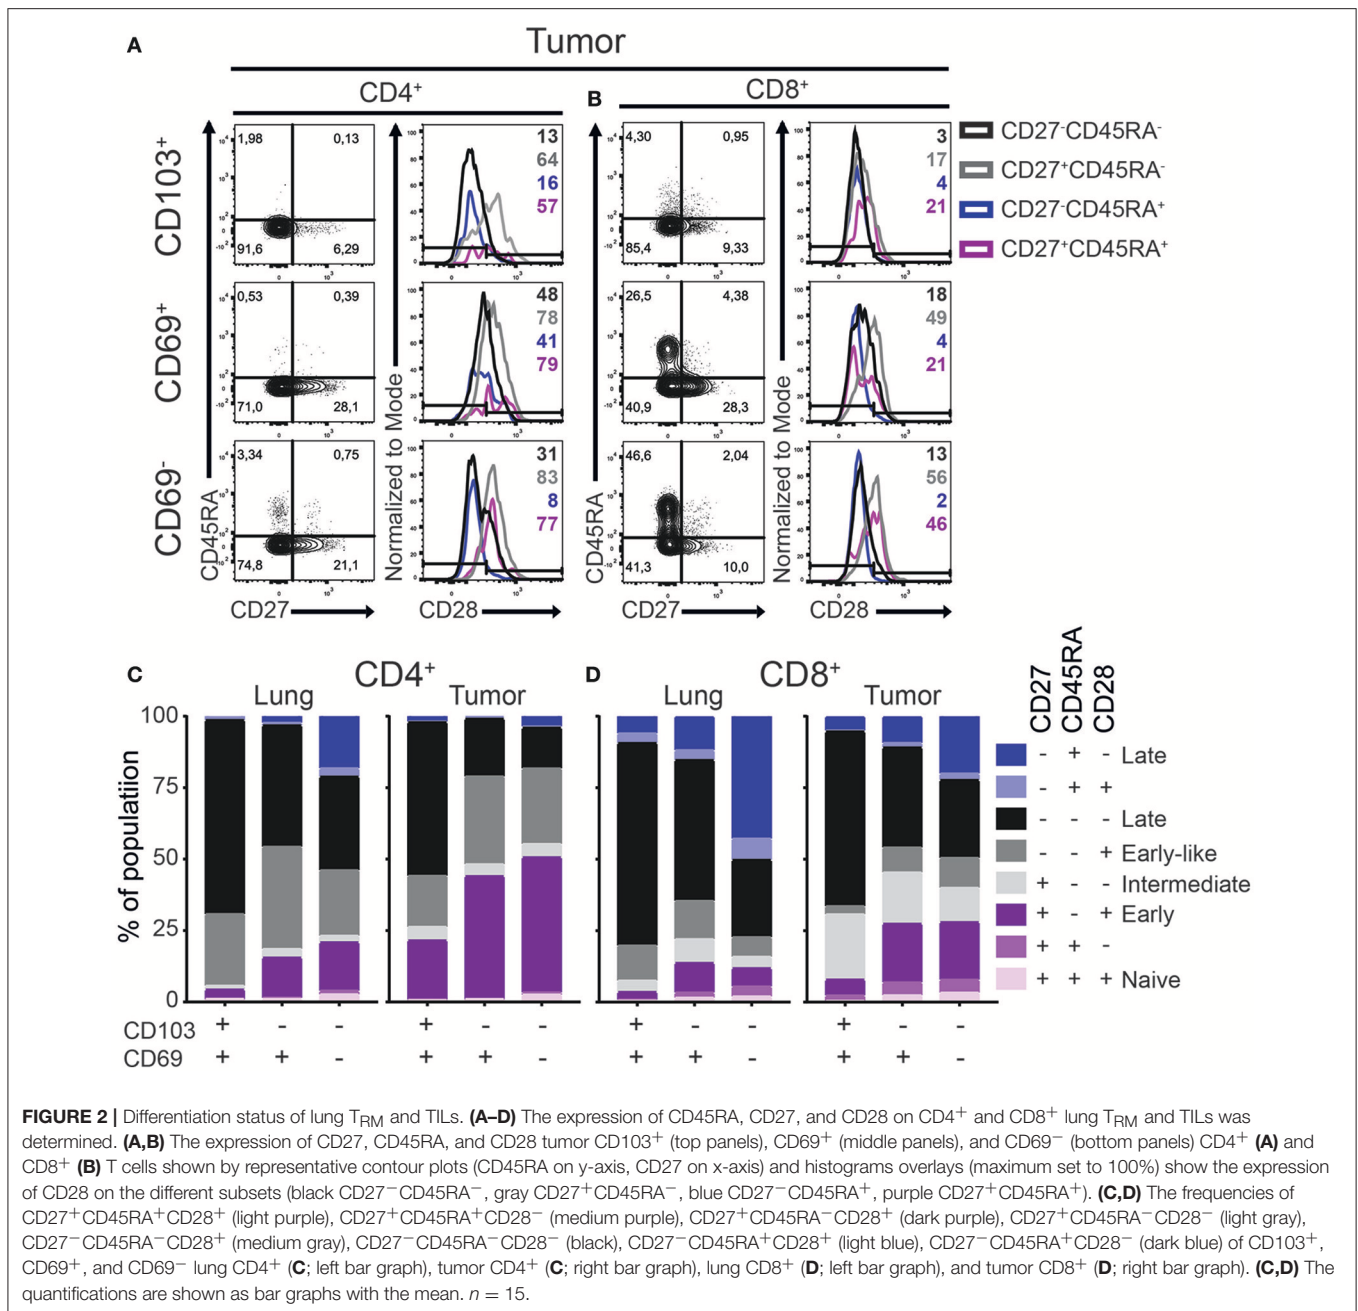 A
Tumor
CD4+
B
CD8+
CD103+
1,98 0,13
91,6 6,29
13
64
16
57
4,30 0,95
85,4 9,33
3
17
4
21
CD27-CD45RA-
CD27+CD45RA-
CD27-CD45RA+
CD27+CD45RA+
CD69+
0,53 0,39
71,0 28,1
48
78
41
79
26,5 4,38
40,9 28,3
18
49
4
21
CD69-
3,34 0,75
74,8 21,1
31
83
8
77
46,6 2,04
41,3 10,0
13
56
2
46
CD45RA
Normalized to Mode
CD45RA
Normalized to Mode
CD27 CD28 CD27 CD28
C CD4+ D CD8+
Lung Tumor Lung Tumor
% of populatiion
100
75
50
25
0
CD103 + - - + - - + - - + - -
CD69 + + - + + - + + - + + -
CD27 CD45RA CD28
- + - Late
- + +
- - - Late
- - + Early-like
+ - - Intermediate
+ - + Early
+ + -
+ + + Naive
FIGURE 2 | Differentiation status of lung TRM and TILs. (A–D) The expression of CD45RA, CD27, and CD28 on CD4+ and CD8+ lung TRM and TILs was
determined. (A,B) The expression of CD27, CD45RA, and CD28 tumor CD103+ (top panels), CD69+ (middle panels), and CD69− (bottom panels) CD4+ (A) and
CD8+ (B) T cells shown by representative contour plots (CD45RA on y-axis, CD27 on x-axis) and histograms overlays (maximum set to 100%) show the expression
of CD28 on the different subsets (black CD27−CD45RA−, gray CD27+CD45RA−, blue CD27−CD45RA+, purple CD27+CD45RA+). (C,D) The frequencies of
CD27+CD45RA+CD28+ (light purple), CD27+CD45RA+CD28− (medium purple), CD27+CD45RA−CD28+ (dark purple), CD27+CD45RA−CD28− (light gray),
CD27−CD45RA−CD28+ (medium gray), CD27−CD45RA−CD28− (black), CD27−CD45RA+CD28+ (light blue), CD27−CD45RA+CD28− (dark blue) of CD103+,
CD69+, and CD69− lung CD4+ (C; left bar graph), tumor CD4+ (C; right bar graph), lung CD8+ (D; left bar graph), and tumor CD8+ (D; right bar graph). (C,D) The
quantifications are shown as bar graphs with the mean. n = 15.